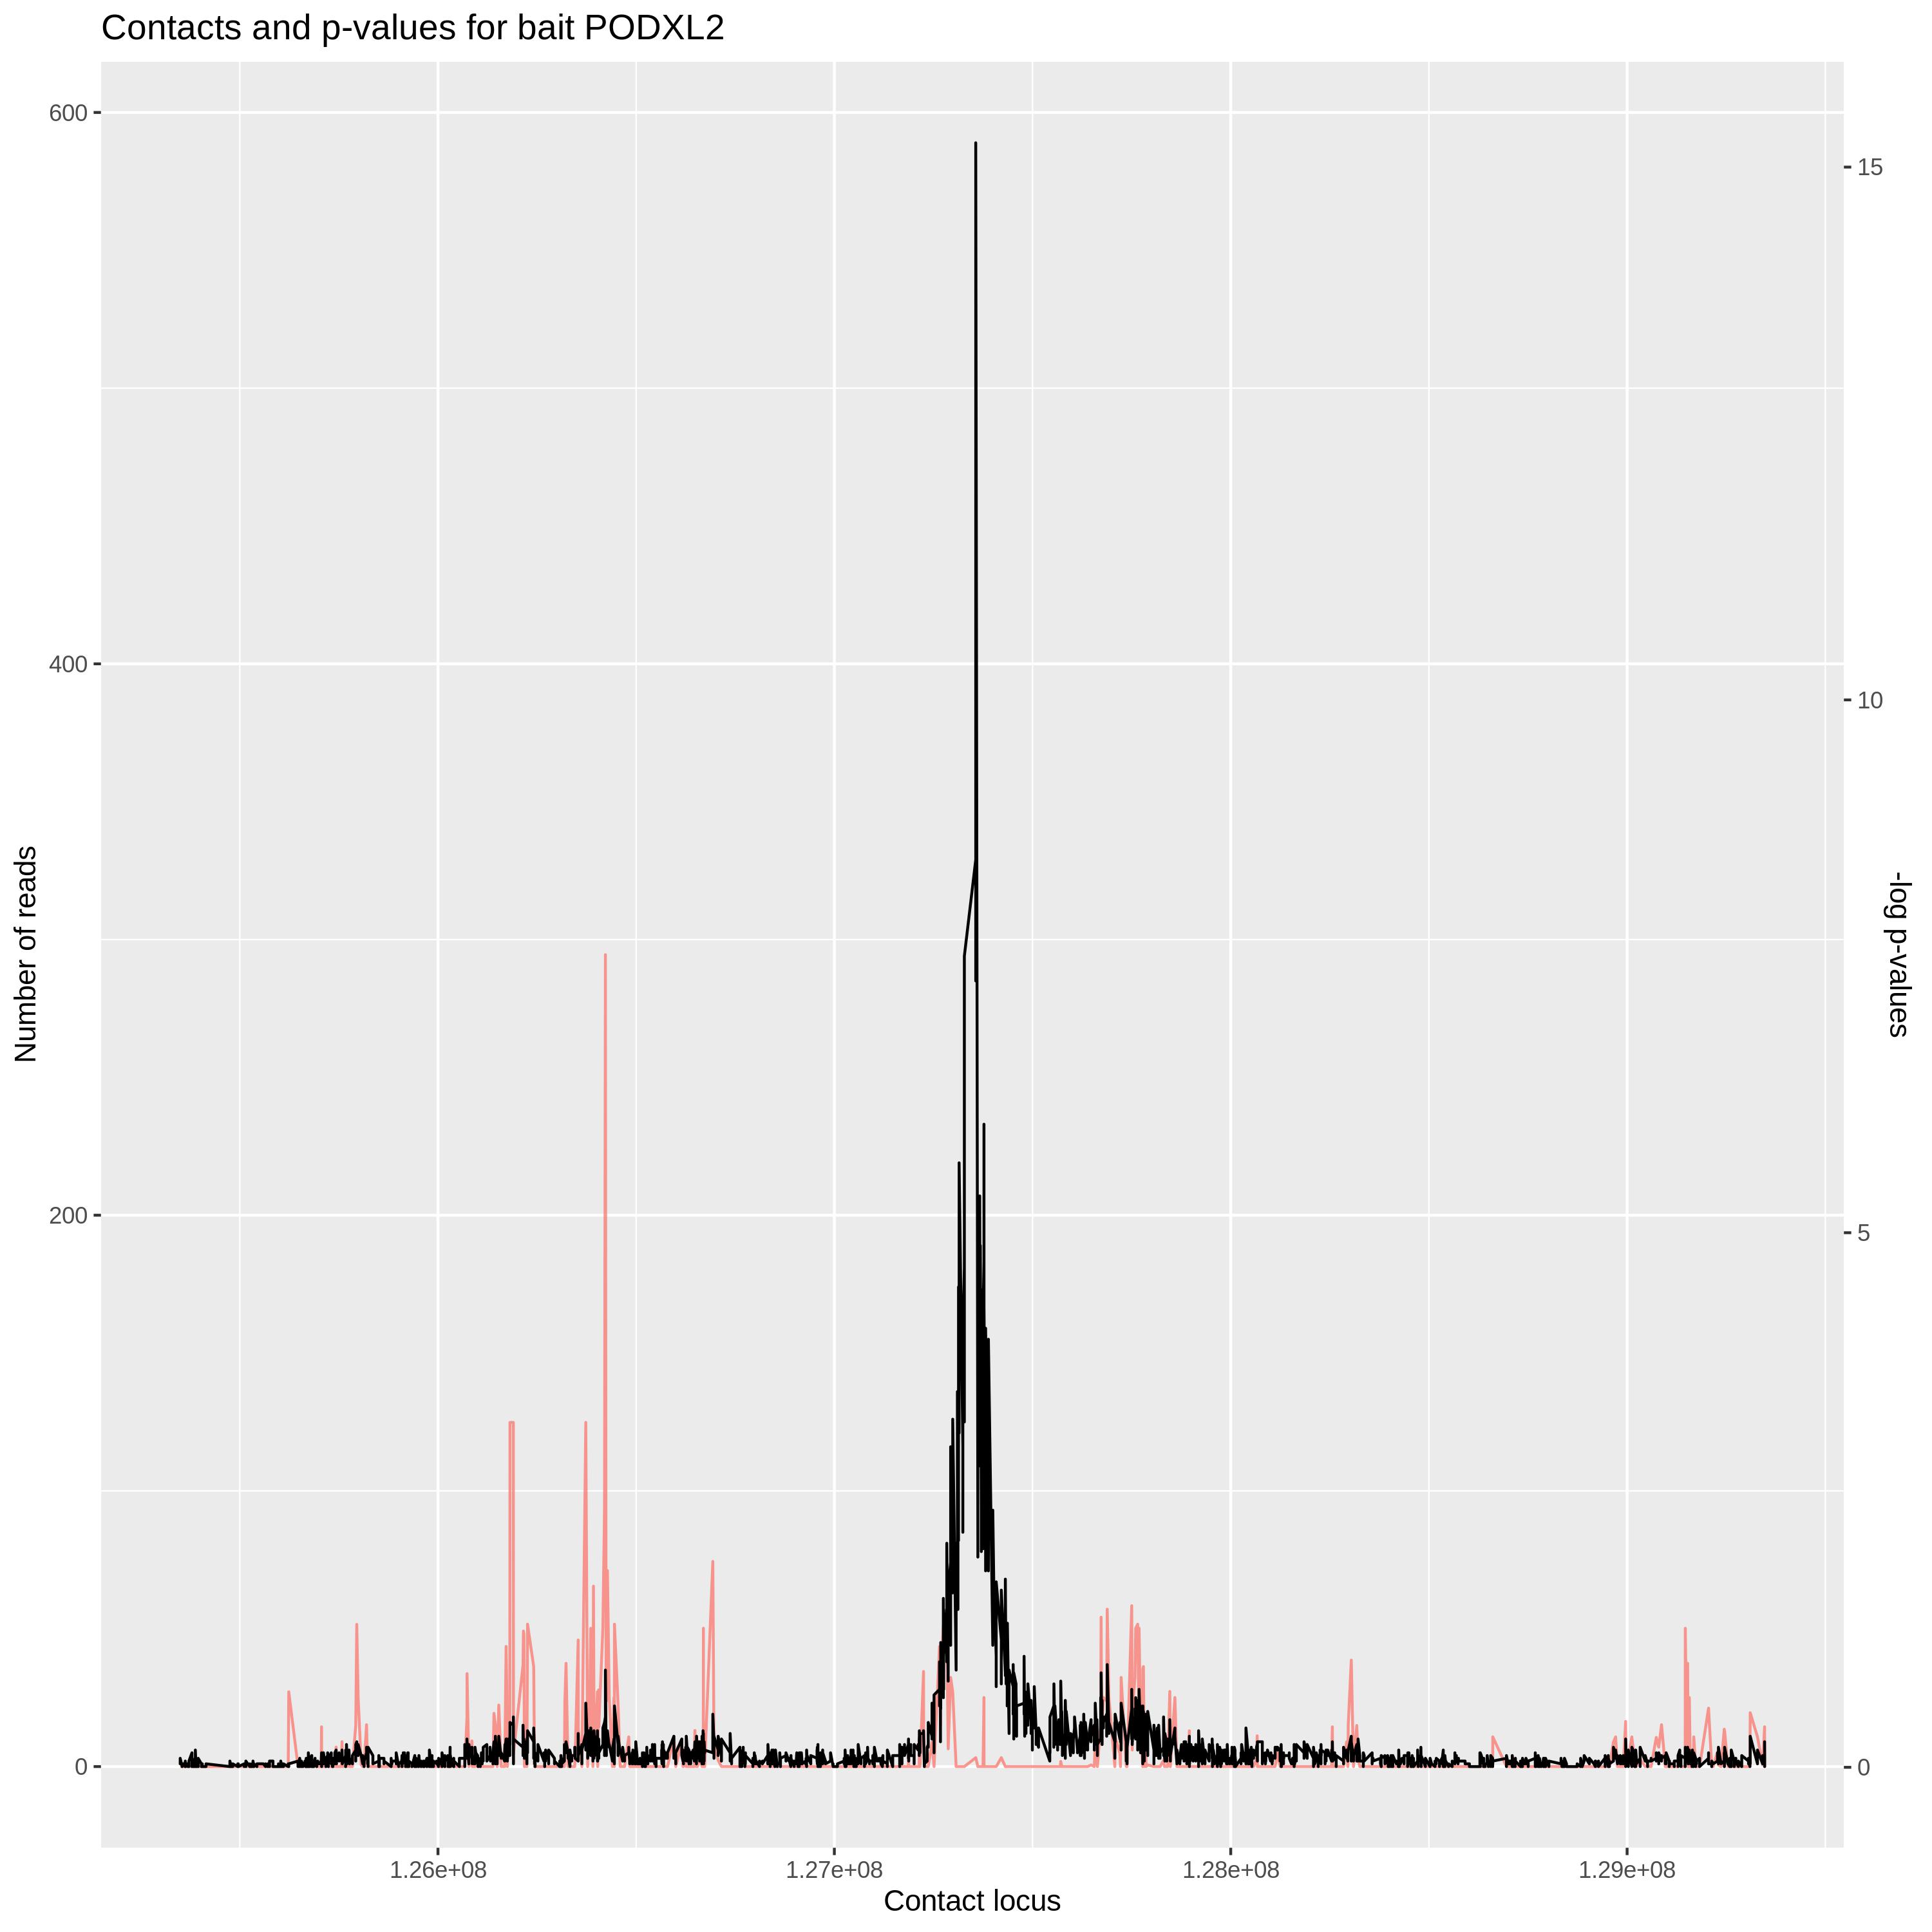 Contacts and p-values for bait PODXL2
600
400
200
0
Number of reads
15
10
5
0
-log p-values
1.26e+08 1.27e+08 1.28e+08 1.29e+08
Contact locus